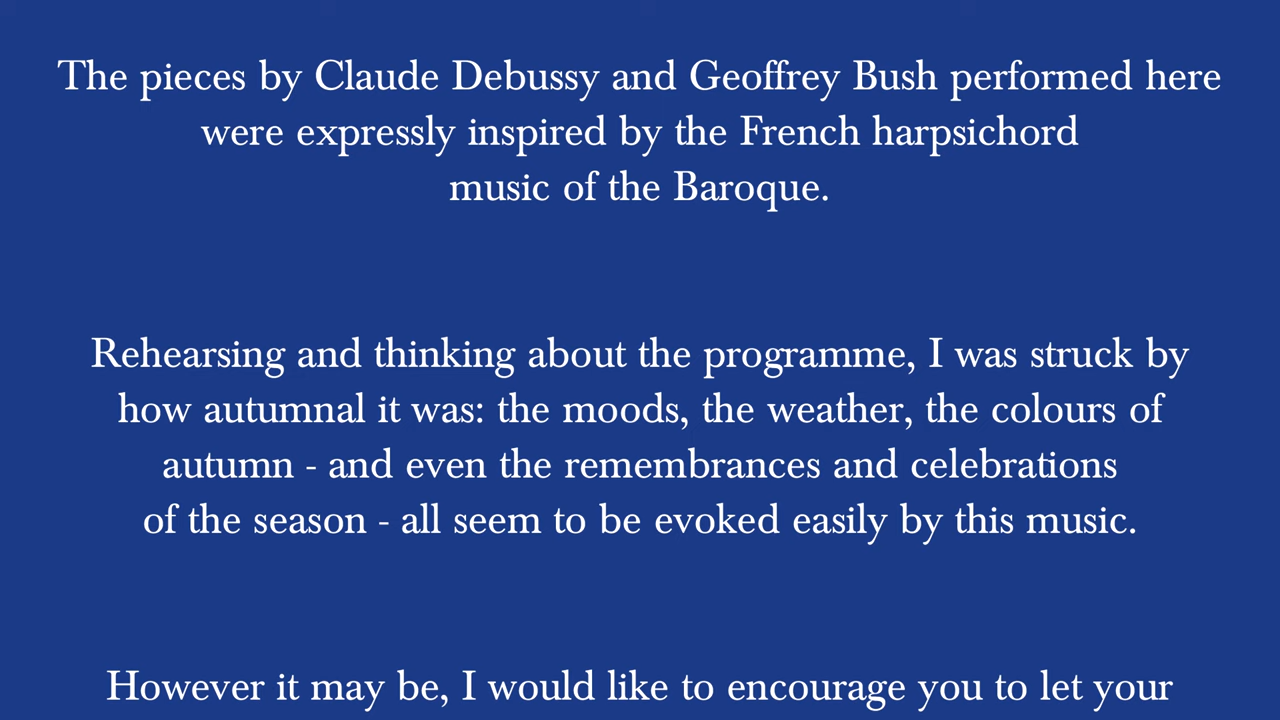 The pieces by Claude Debussy and Geoffrey Bush performed here
were expressly inspired by the French harpsichord
music of the Baroque.
Rehearsing and thinking about the programme, I was struck by
how autumnal it was: the moods, the weather, the colours of
autumn - and even the remembrances and celebrations
of the season - all seem to be evoked easily by this music.
However it may be, I would like to encourage you to let your